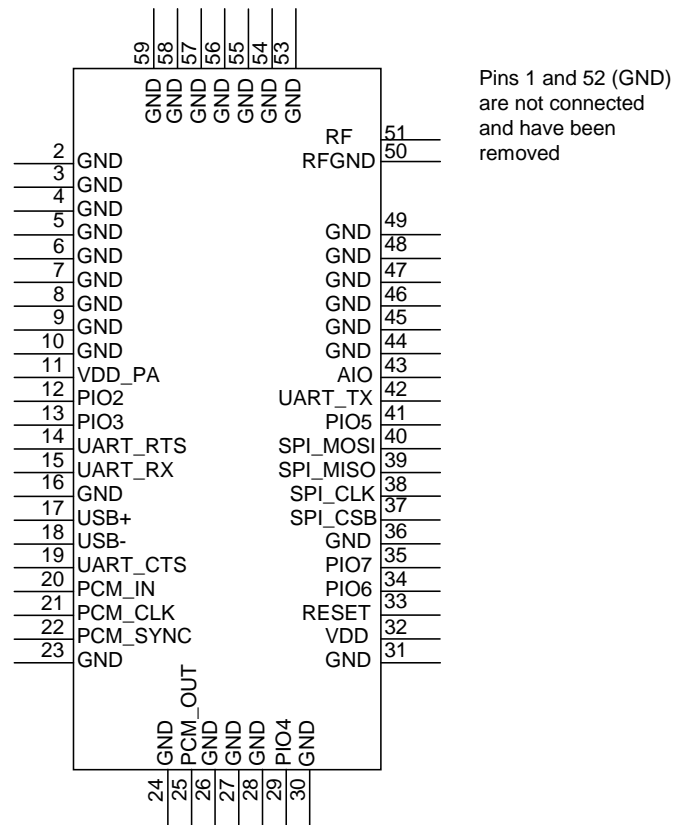 59 58 57 56 55 54 53
GND GND GND GND GND GND GND
Pins 1 and 52 (GND)
are not connected
and have been
removed
RF 51
2 GND RFGND 50
3 GND
4 GND
5 GND GND 49
6 GND GND 48
7 GND GND 47
8 GND GND 46
9 GND GND 45
10 GND GND 44
11 VDD_PA AIO 43
12 PIO2 UART_TX 42
13 PIO3 PIO5 41
14 UART_RTS SPI_MOSI 40
15 UART_RX SPI_MISO 39
16 GND SPI_CLK 38
17 USB+ SPI_CSB 37
18 USB- GND 36
19 UART_CTS PIO7 35
20 PCM_IN PIO6 34
21 PCM_CLK RESET 33
22 PCM_SYNC VDD 32
23 GND GND 31
GND PCM_OUT GND GND GND PIO4 GND
24 25 26 27 28 29 30